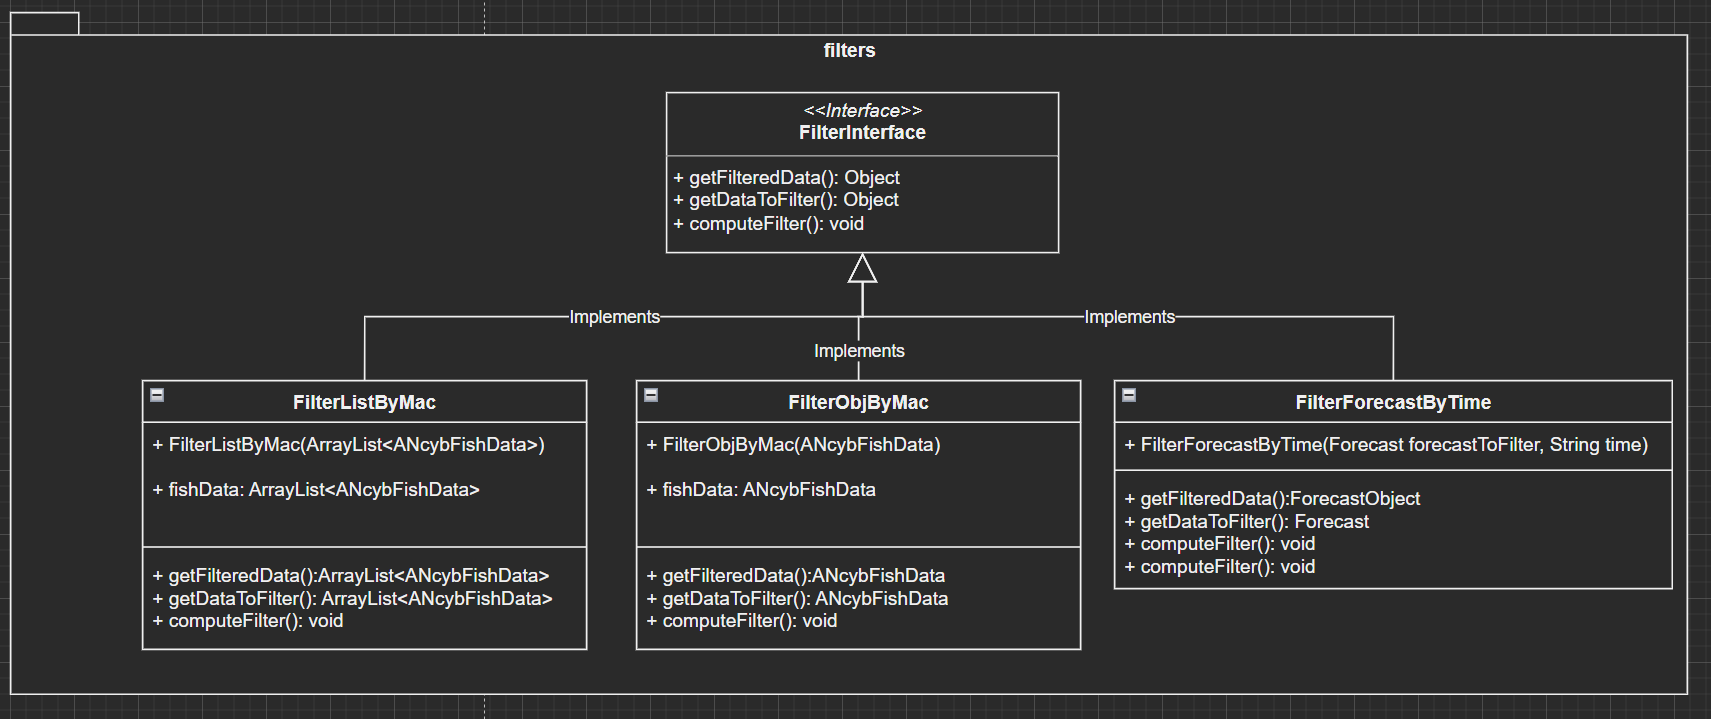 filters
<<Interface>>
FilterInterface
+ getFilteredData(): Object
+ getDataToFilter(): Object
+ computeFilter(): void
Implements
Implements
Implements
FilterListByMac
+ FilterListByMac(ArrayList<ANcybFishData>)
+ fishData: ArrayList<ANcybFishData>
+ getFilteredData():ArrayList<ANcybFishData>
+ getDataToFilter(): ArrayList<ANcybFishData>
+ computeFilter(): void
FilterObjByMac
+ FilterObjByMac(ANcybFishData)
+ fishData: ANcybFishData
+ getFilteredData():ANcybFishData
+ getDataToFilter(): ANcybFishData
+ computeFilter(): void
FilterForecastByTime
+ FilterForecastByTime(Forecast forecastToFilter, String time)
+ getFilteredData():ForecastObject
+ getDataToFilter(): Forecast
+ computeFilter(): void
+ computeFilter(): void